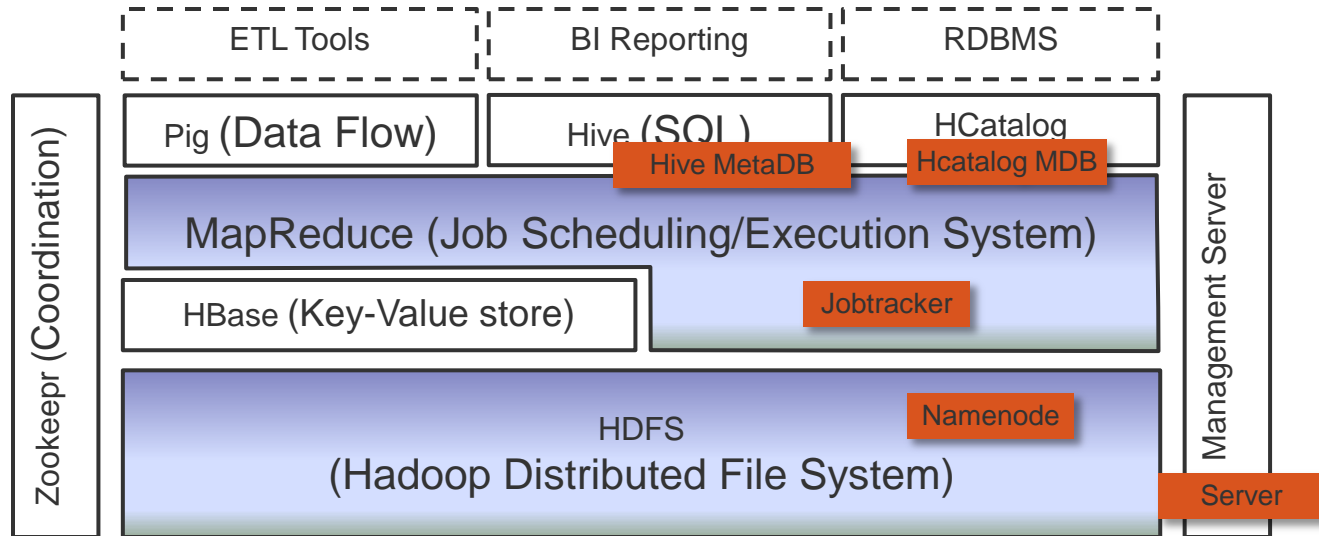 ETL Tools
BI Reporting
RDBMS
Pig (Data Flow)
Hive (SQL)
HCatalog
Hive MetaDB
Hcatalog MDB
MapReduce (Job Scheduling/Execution System)
Jobtracker
HBase (Key-Value store)
Namenode
HDFS
(Hadoop Distributed File System)
Zookeepr (Coordination)
Management Server
Server